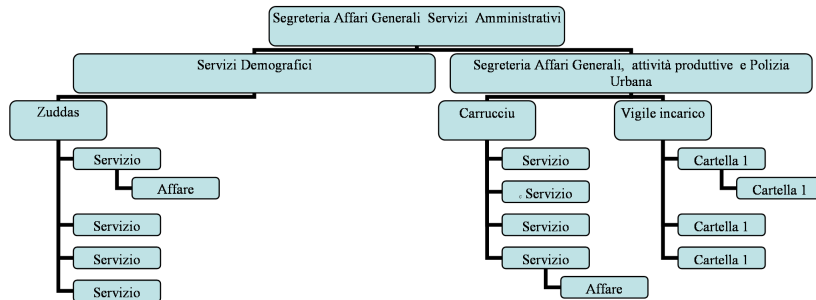 Segreteria Affari Generali Servizi Amministrativi
Servizi Demografici
Segreteria Affari Generali, attività produttive e Polizia
Urbana
Zuddas
Carrucciu
Vigile incarico
Servizio
Affare
Servizio
Servizio
Servizio
Servizio
c Servizio
Servizio
Servizio
Affare
Cartella 1
Cartella 1
Cartella 1
Cartella 1